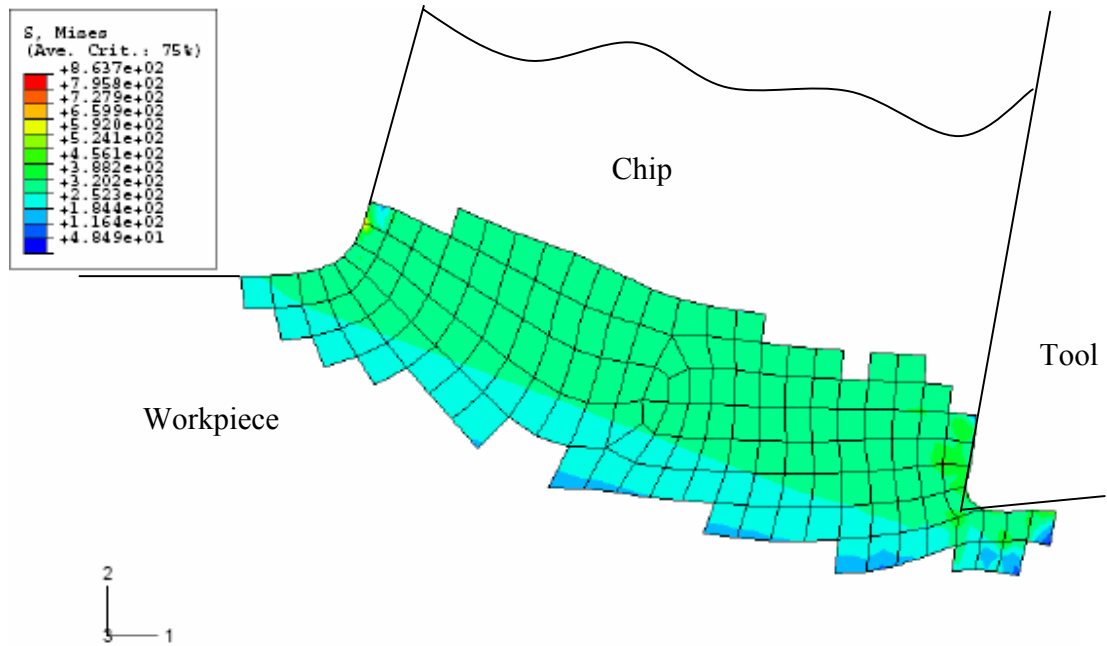 S, Mises
(Ave. Crit.: 75%)
+8.637e+02
+7.958e+02
+7.279e+02
+6.599e+02
+5.920e+02
+5.241e+02
+4.561e+02
+3.882e+02
+3.202e+02
+2.523e+02
+1.844e+02
+1.164e+02
+4.849e+01
Chip
Tool
Workpiece
2
3 1